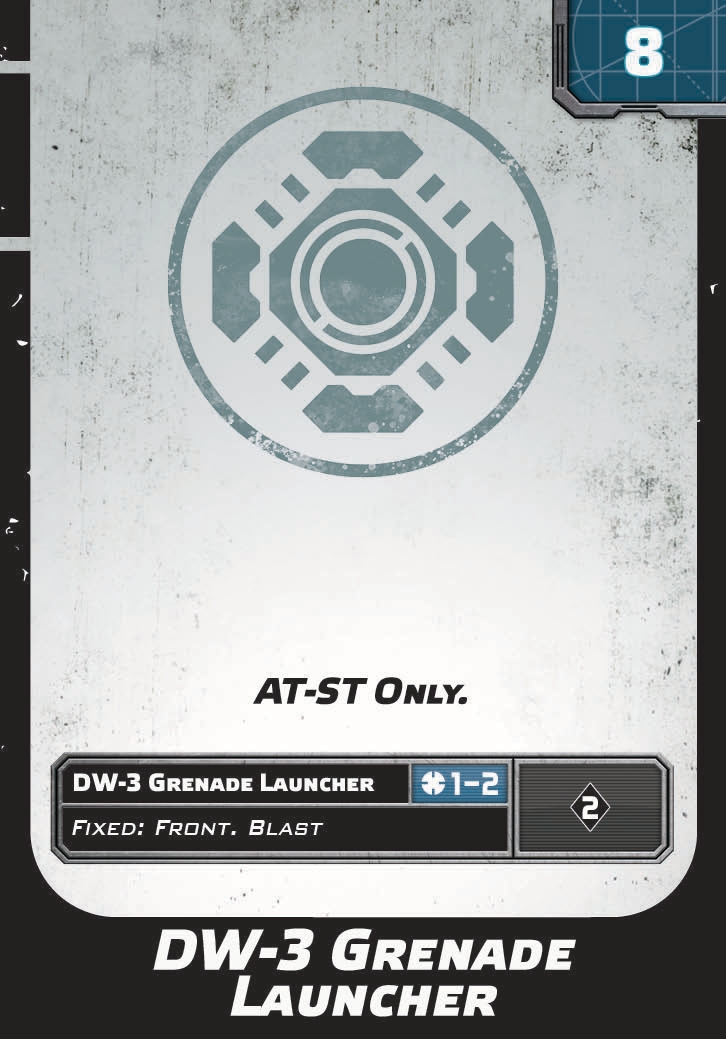 8
AT-ST Only.
DW-3 Grenade Launcher 1–2
2
Fixed: Front. Blast
DW-3 Grenade
Launcher